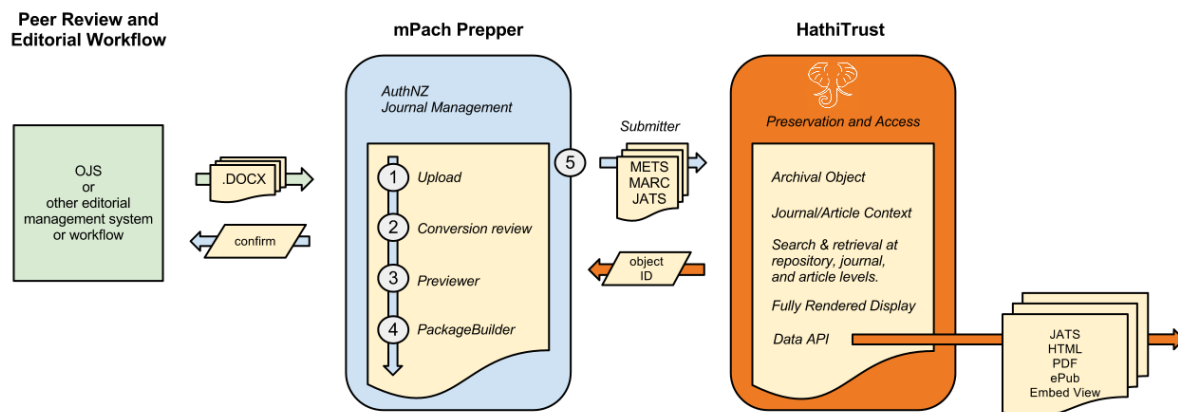 Peer Review and
Editorial Workflow
mPach Prepper
HathiTrust
AuthNZ
Journal Management
Submitter
Preservation and Access
OJS
or
other editorial
management system
or workflow
.DOCX
confirm
1 Upload
2 Conversion review
3 Previewer
4 PackageBuilder
5
METS
MARC
JATS
object
ID
Archival Object
Journal/Article Context
Search & retrieval at
repository, journal,
and article levels.
Fully Rendered Display
Data API
JATS
HTML
PDF
ePub
Embed View